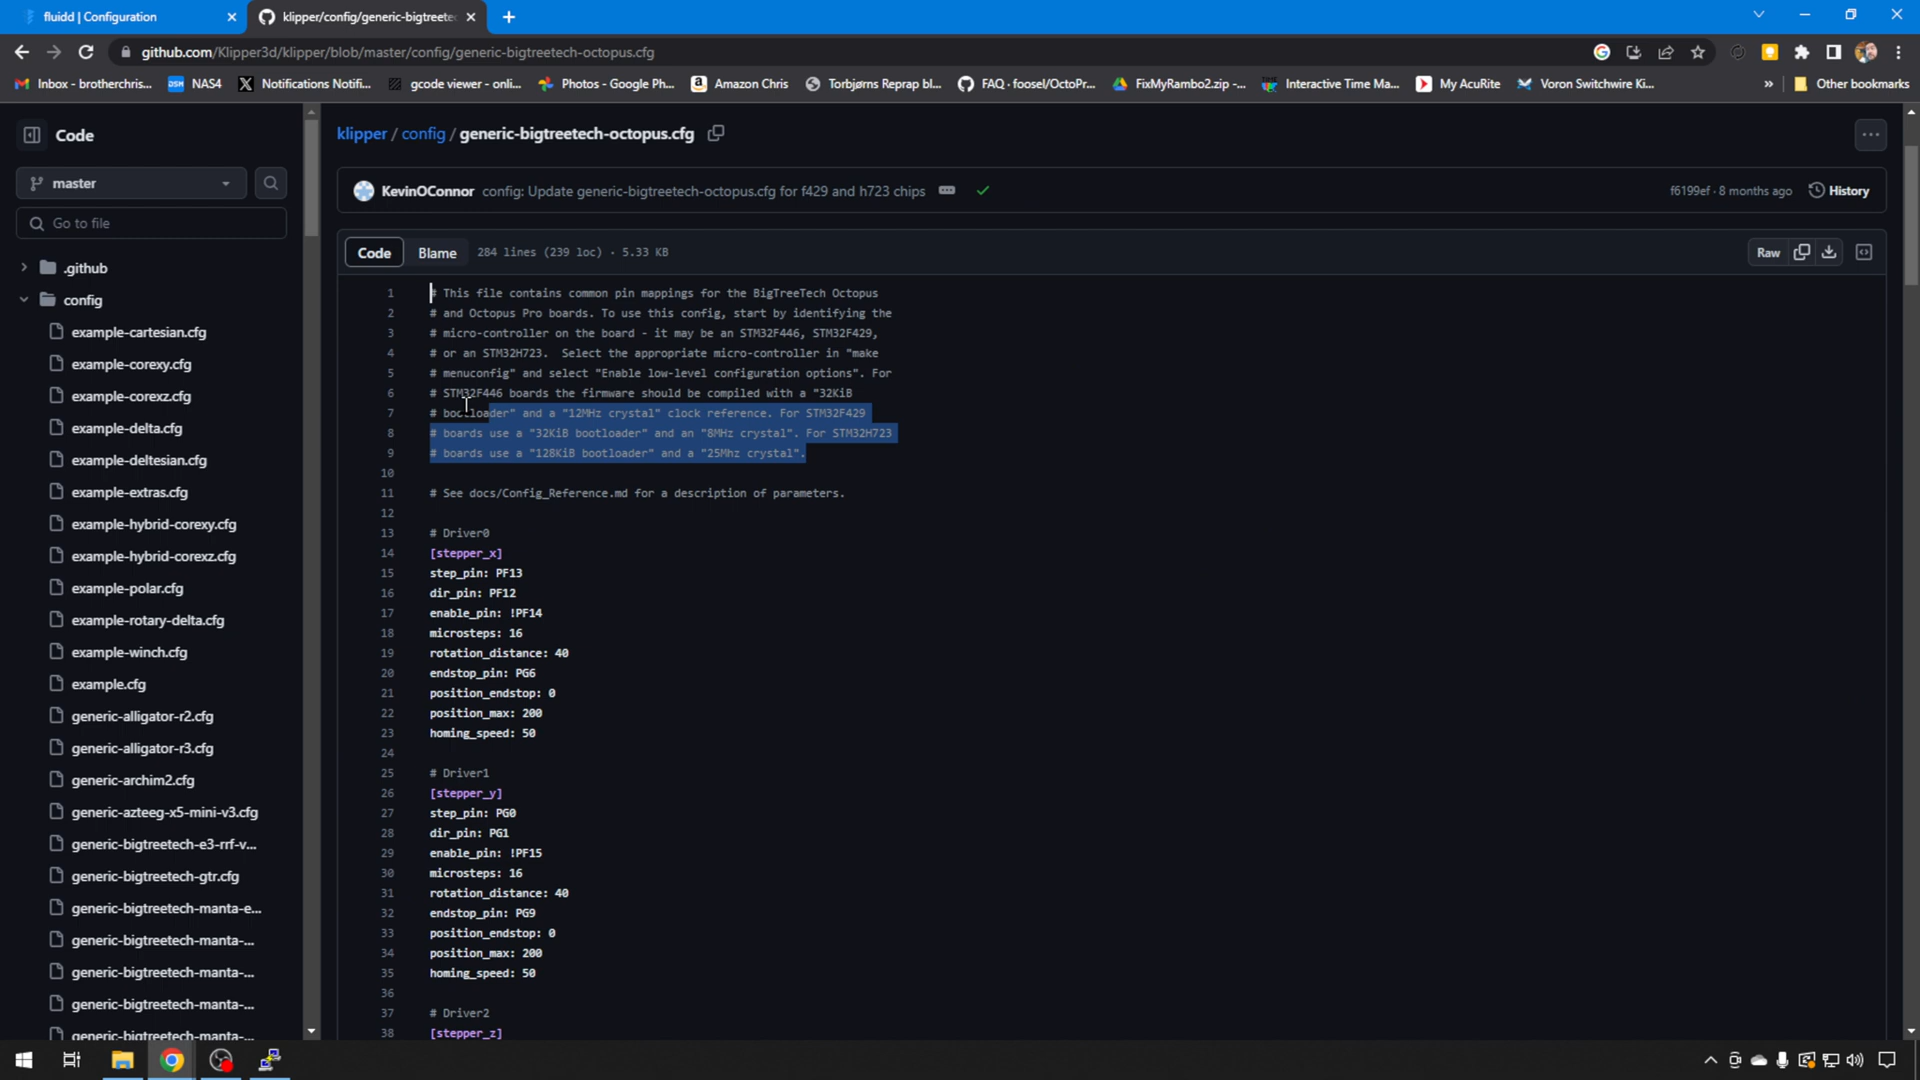 fluidd | Configuration
klipper/config/generic-bigtreete
github.com/Klipper3d/klipper/blob/master/config/generic-bigtreetech-octopus.cfg
Inbox - brotherchris...
NAS4
Notifications Notifi...
gcode viewer - onli...
Photos - Google Ph...
Amazon Chris
Torbjørns Reprap bl...
FAQ · foosel/OctoPr...
FixMyRambo2.zip -...
Interactive Time Ma...
My AcuRite
Voron Switchwire Ki...
»
Other bookmarks
Code
klipper / config / generic-bigtreetech-octopus.cfg
master
KevinOConnor config: Update generic-bigtreetech-octopus.cfg for f429 and h723 chips
f6199ef · 8 months ago
History
Go to file
Code
Blame
284 lines (239 loc) · 5.33 KB
Raw
.github
config
example-cartesian.cfg
example-corexy.cfg
example-corexz.cfg
example-delta.cfg
example-deltesian.cfg
example-extras.cfg
example-hybrid-corexy.cfg
example-hybrid-corexz.cfg
example-polar.cfg
example-rotary-delta.cfg
example-winch.cfg
example.cfg
generic-alligator-r2.cfg
generic-alligator-r3.cfg
generic-archim2.cfg
generic-azteeg-x5-mini-v3.cfg
generic-bigtreetech-e3-rrf-v...
generic-bigtreetech-gtr.cfg
generic-bigtreetech-manta-e...
generic-bigtreetech-manta-...
generic-bigtreetech-manta-...
generic-bigtreetech-manta-...
generic-bigtreetech-manta-...
1 # This file contains common pin mappings for the BigTreeTech Octopus
2 # and Octopus Pro boards. To use this config, start by identifying the
3 # micro-controller on the board - it may be an STM32F446, STM32F429,
4 # or an STM32H723.  Select the appropriate micro-controller in "make
5 # menuconfig" and select "Enable low-level configuration options". For
6 # STM32F446 boards the firmware should be compiled with a "32KiB
7 # bootloader" and a "12MHz crystal" clock reference. For STM32F429
8 # boards use a "32KiB bootloader" and an "8MHz crystal". For STM32H723
9 # boards use a "128KiB bootloader" and a "25Mhz crystal".
10
11 # See docs/Config_Reference.md for a description of parameters.
12
13 # Driver0
14 [stepper_x]
15 step_pin: PF13
16 dir_pin: PF12
17 enable_pin: !PF14
18 microsteps: 16
19 rotation_distance: 40
20 endstop_pin: PG6
21 position_endstop: 0
22 position_max: 200
23 homing_speed: 50
24
25 # Driver1
26 [stepper_y]
27 step_pin: PG0
28 dir_pin: PG1
29 enable_pin: !PF15
30 microsteps: 16
31 rotation_distance: 40
32 endstop_pin: PG9
33 position_endstop: 0
34 position_max: 200
35 homing_speed: 50
36
37 # Driver2
38 [stepper_z]